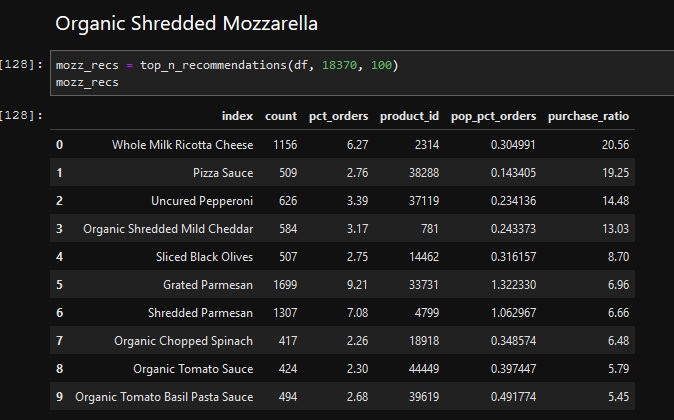 Organic Shredded Mozzarella
[128]: mozz_recs = top_n_recommendations(df, 18370, 100)
mozz_recs
[128]: index count pct_orders product_id pop_pct_orders purchase_ratio
0 Whole Milk Ricotta Cheese 1156 6.27 2314 0.304991 20.56
1 Pizza Sauce 509 2.76 38288 0.143405 19.25
2 Uncured Pepperoni 626 3.39 37119 0.234136 14.48
3 Organic Shredded Mild Cheddar 584 3.17 781 0.243373 13.03
4 Sliced Black Olives 507 2.75 14462 0.316157 8.70
5 Grated Parmesan 1699 9.21 33731 1.322330 6.96
6 Shredded Parmesan 1307 7.08 4799 1.062967 6.66
7 Organic Chopped Spinach 417 2.26 18918 0.348574 6.48
8 Organic Tomato Sauce 424 2.30 44449 0.397447 5.79
9 Organic Tomato Basil Pasta Sauce 494 2.68 39619 0.491774 5.45